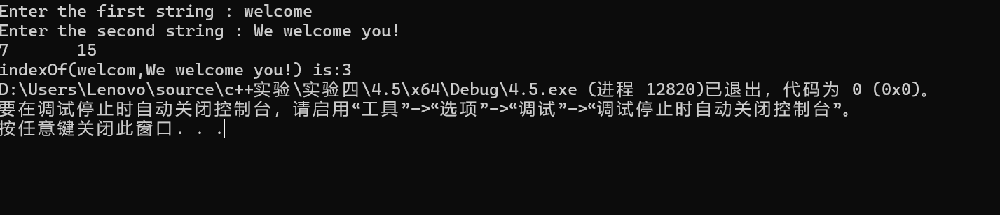 Enter the first string : welcome
Enter the second string : We welcome you!
7       15
indexOf(welcom,We welcome you!) is:3
D:\Users\Lenovo\source\c++实验\实验四\4.5\x64\Debug\4.5.exe (进程 12820)已退出，代码为 0 (0x0)。
要在调试停止时自动关闭控制台，请启用“工具”->“选项”->“调试”->“调试停止时自动关闭控制台”。
按任意键关闭此窗口. . .